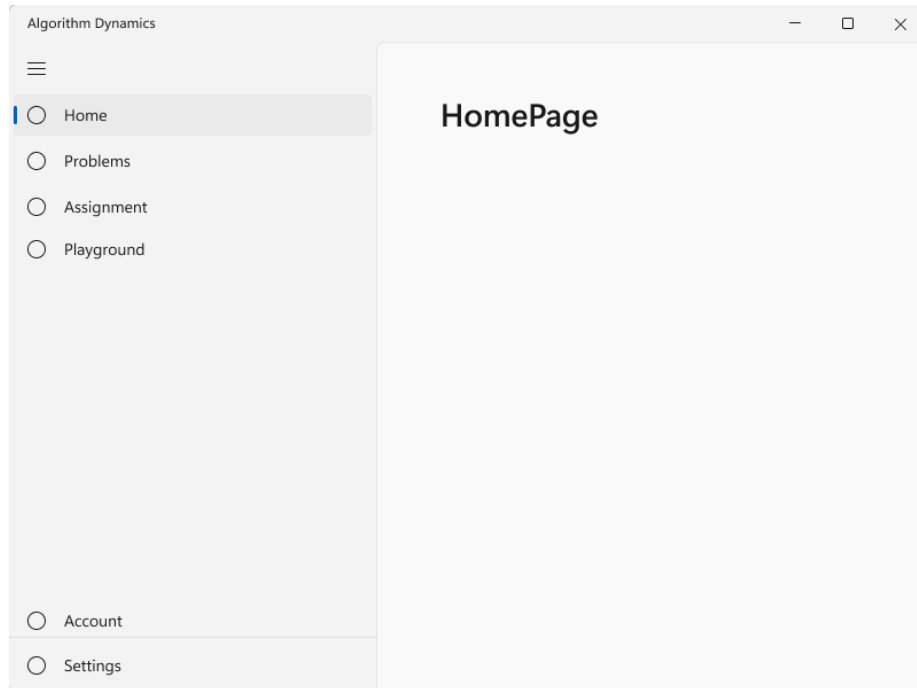 Algorithm Dynamics
Home
Problems
Assignment
Playground
Account
Settings
HomePage